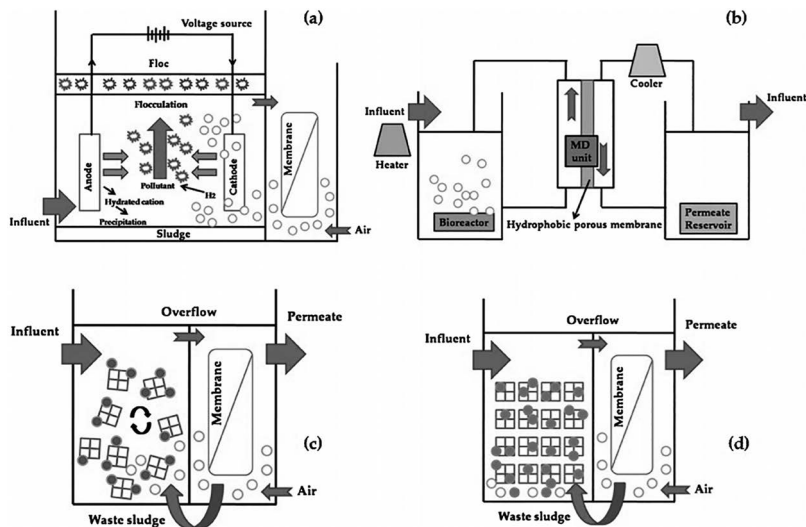 (a)
Voltage source
Floc
Flocculation
Anode
Cathode
Membrane
Pollutant
H2
Hydrated cation
Precipitation
Influent
Sludge
Air
(b)
Cooler
Influent
Influent
Heater
MD
unit
Bioreactor
Hydrophobic porous membrane
Permeate
Reservoir
Overflow
Influent
Permeate
Membrane
(c)
Air
Waste sludge
Overflow
Influent
Permeate
Membrane
(d)
Air
Waste sludge